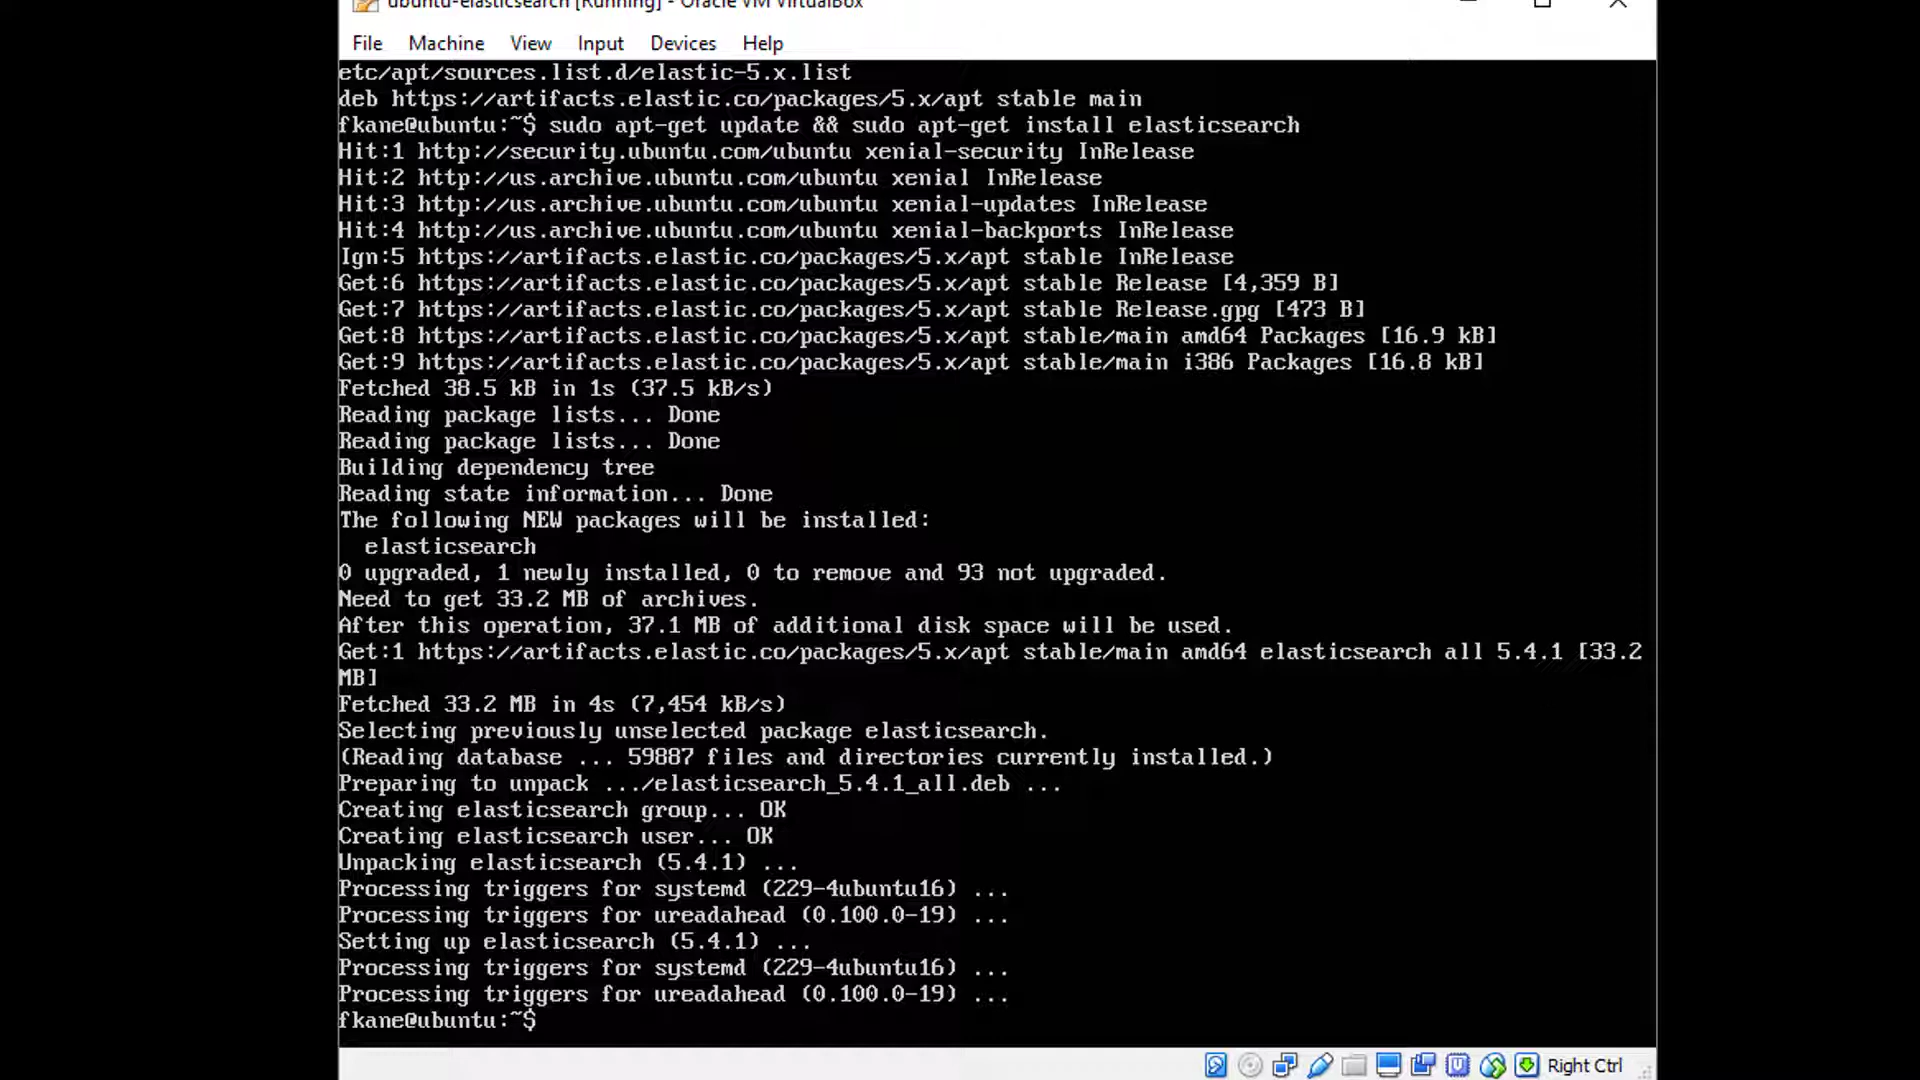 ubuntu-elasticsearch [Running] - Oracle VM VirtualBox
File Machine View Input Devices Help
etc/apt/sources.list.d/elastic-5.x.list
deb https://artifacts.elastic.co/packages/5.x/apt stable main
fkane@ubuntu:~$ sudo apt-get update && sudo apt-get install elasticsearch
Hit:1 http://security.ubuntu.com/ubuntu xenial-security InRelease
Hit:2 http://us.archive.ubuntu.com/ubuntu xenial InRelease
Hit:3 http://us.archive.ubuntu.com/ubuntu xenial-updates InRelease
Hit:4 http://us.archive.ubuntu.com/ubuntu xenial-backports InRelease
Ign:5 https://artifacts.elastic.co/packages/5.x/apt stable InRelease
Get:6 https://artifacts.elastic.co/packages/5.x/apt stable Release [4,359 B]
Get:7 https://artifacts.elastic.co/packages/5.x/apt stable Release.gpg [473 B]
Get:8 https://artifacts.elastic.co/packages/5.x/apt stable/main amd64 Packages [16.9 kB]
Get:9 https://artifacts.elastic.co/packages/5.x/apt stable/main i386 Packages [16.8 kB]
Fetched 38.5 kB in 1s (37.5 kB/s)
Reading package lists... Done
Reading package lists... Done
Building dependency tree
Reading state information... Done
The following NEW packages will be installed:
elasticsearch
0 upgraded, 1 newly installed, 0 to remove and 93 not upgraded.
Need to get 33.2 MB of archives.
After this operation, 37.1 MB of additional disk space will be used.
Get:1 https://artifacts.elastic.co/packages/5.x/apt stable/main amd64 elasticsearch all 5.4.1 [33.2
MB]
Fetched 33.2 MB in 4s (7,454 kB/s)
Selecting previously unselected package elasticsearch.
(Reading database ... 59887 files and directories currently installed.)
Preparing to unpack .../elasticsearch_5.4.1_all.deb ...
Creating elasticsearch group... OK
Creating elasticsearch user... OK
Unpacking elasticsearch (5.4.1) ...
Processing triggers for systemd (229-4ubuntu16) ...
Processing triggers for ureadahead (0.100.0-19) ...
Setting up elasticsearch (5.4.1) ...
Processing triggers for systemd (229-4ubuntu16) ...
Processing triggers for ureadahead (0.100.0-19) ...
fkane@ubuntu:~$
Right Ctrl